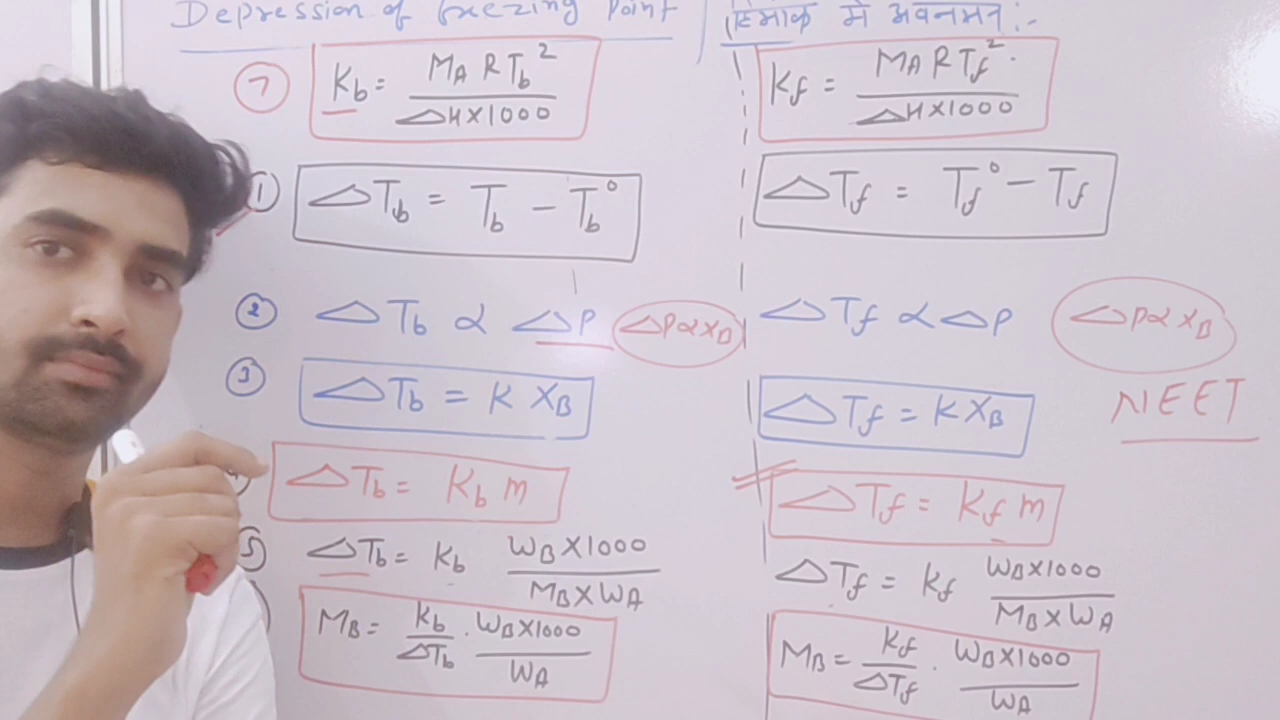 Depression of freezing Point / हिमांक में अवनमन :-
⑦ Kb = MA R Tb² / ΔH×1000
Kf = MA R Tf² / ΔH×1000
① ΔTb = Tb - Tb°
ΔTf = Tf° - Tf
② ΔTb ∝ ΔP ΔP∝XB
ΔTf ∝ ΔP ΔP∝XB
③ ΔTb = K XB
ΔTf = K XB
NEET
ΔTb = Kb m
ΔTf = Kf m
⑤ ΔTb = Kb WB×1000 / MB×WA
ΔTf = Kf WB×1000 / MB×WA
MB = Kb / ΔTb . WB×1000 / WA
MB = Kf / ΔTf . WB×1000 / WA